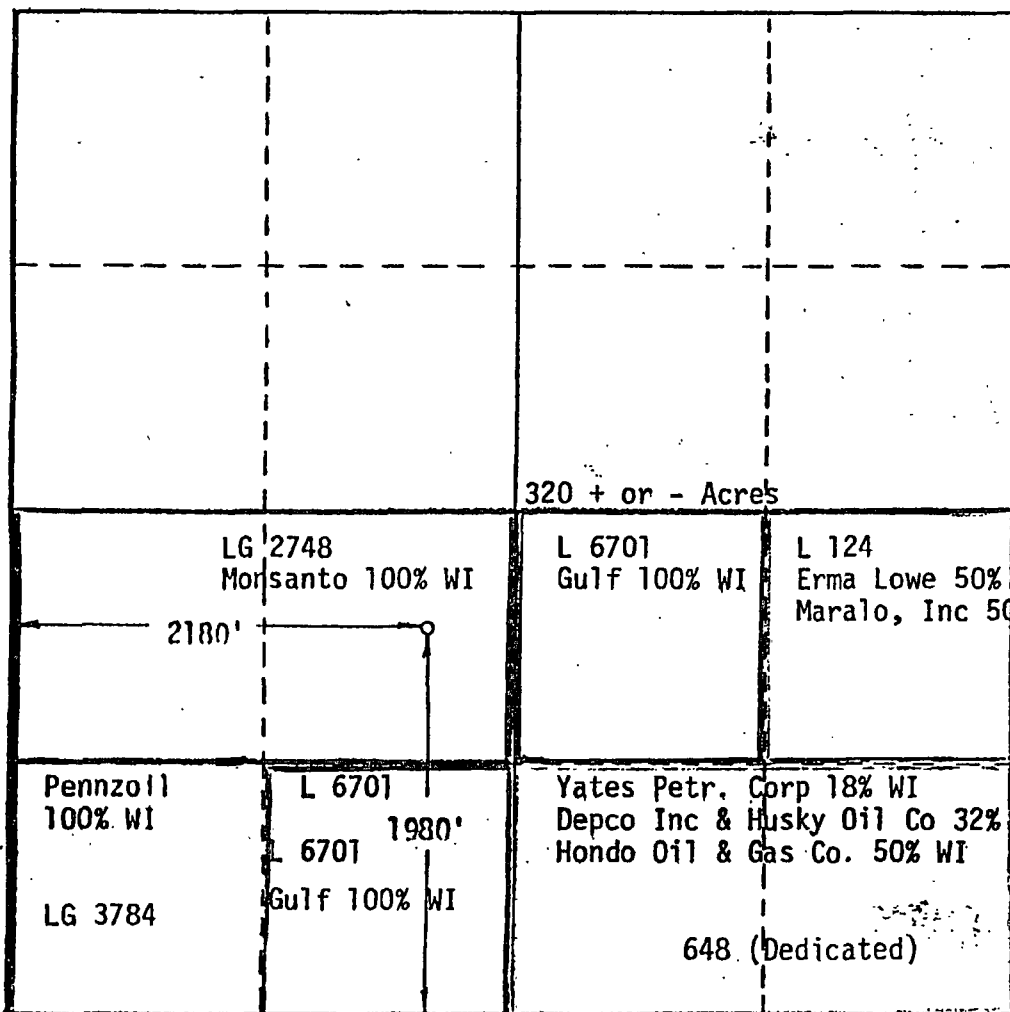 320 + or - Acres
LG 2748
Monsanto 100% WI
L 6701
Gulf 100% WI
L 124
Erma Lowe 50%
Maralo, Inc 50
2180'
Pennzoil
100% WI
LG 3784
L 6701
1980'
L 6701
Gulf 100% WI
Yates Petr. Corp 18% WI
Depco Inc & Husky Oil Co 32%
Hondo Oil & Gas Co. 50% WI
648 (Dedicated)